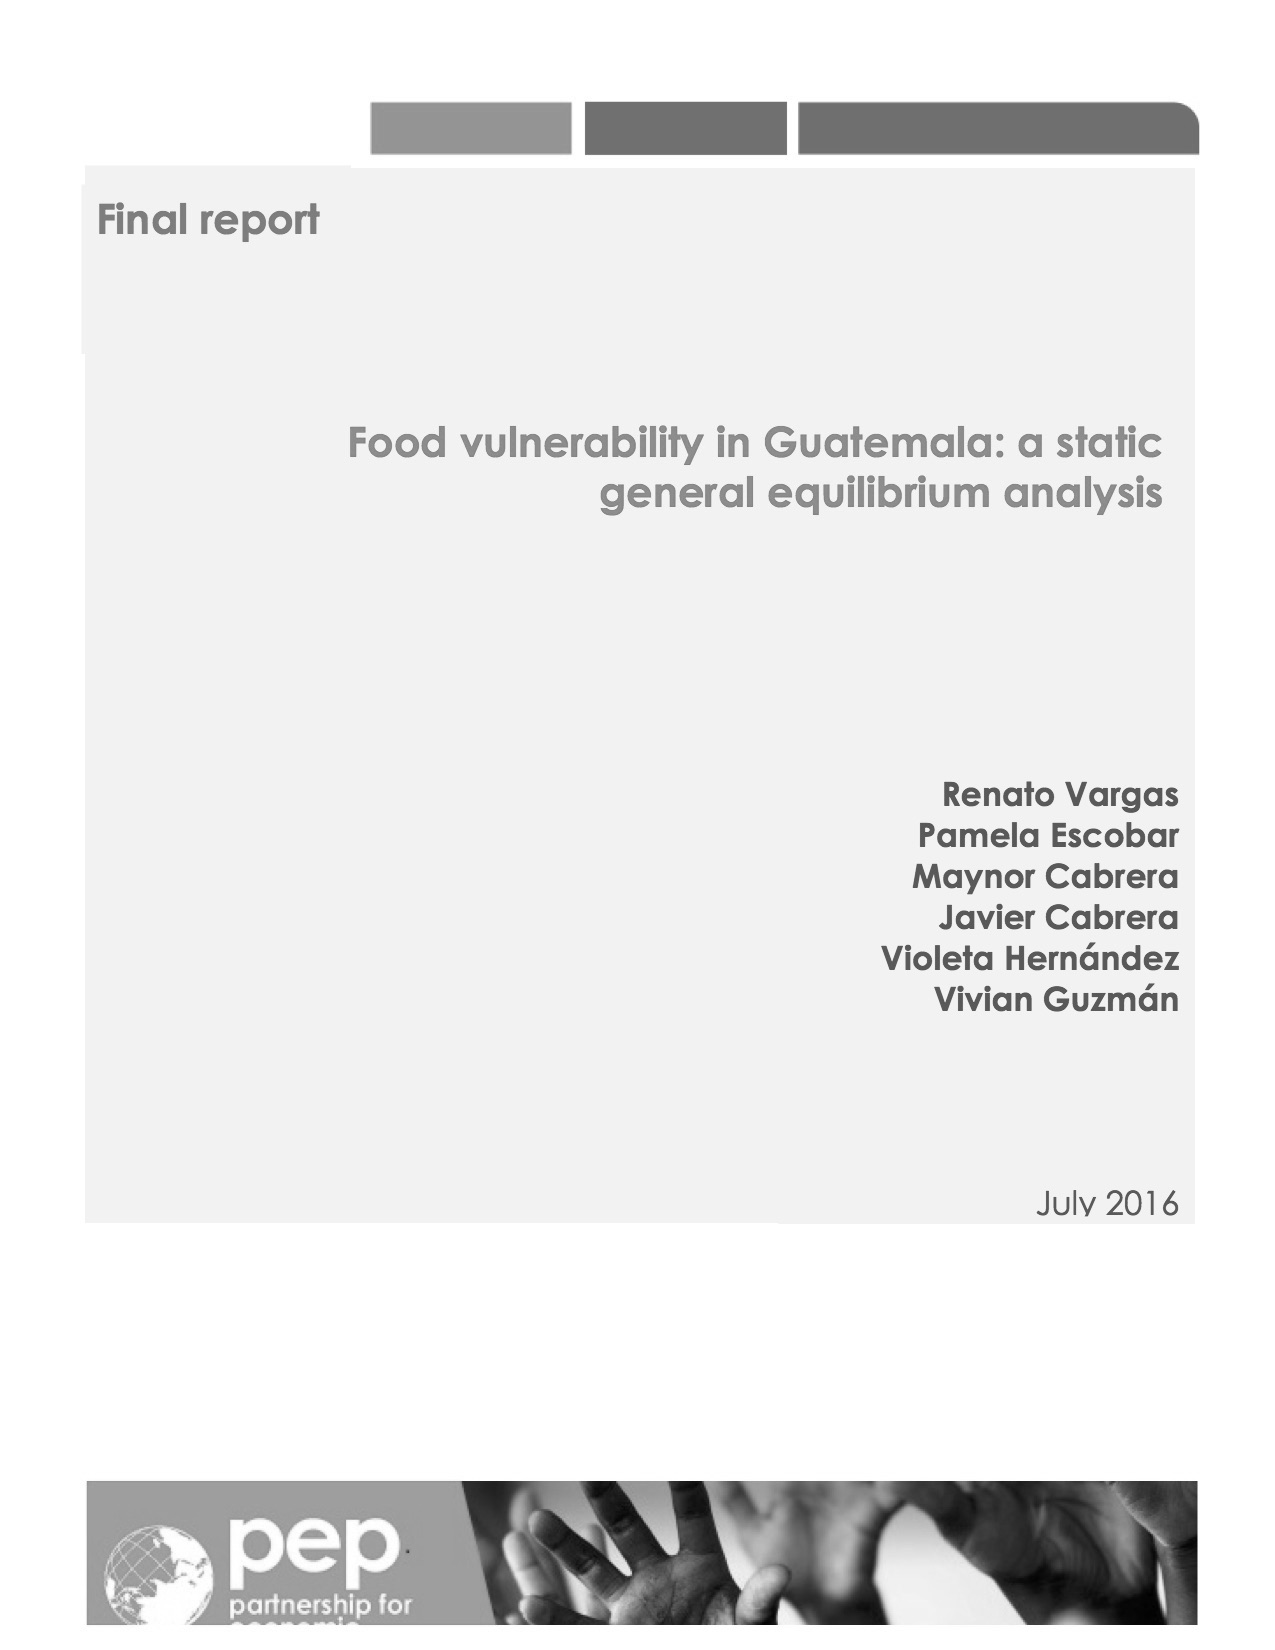 Final report
Food vulnerability in Guatemala: a static
general equilibrium analysis
Renato Vargas
Pamela Escobar
Maynor Cabrera
Javier Cabrera
Violeta Hernández
Vivian Guzmán
July 2016
pep
partnership for